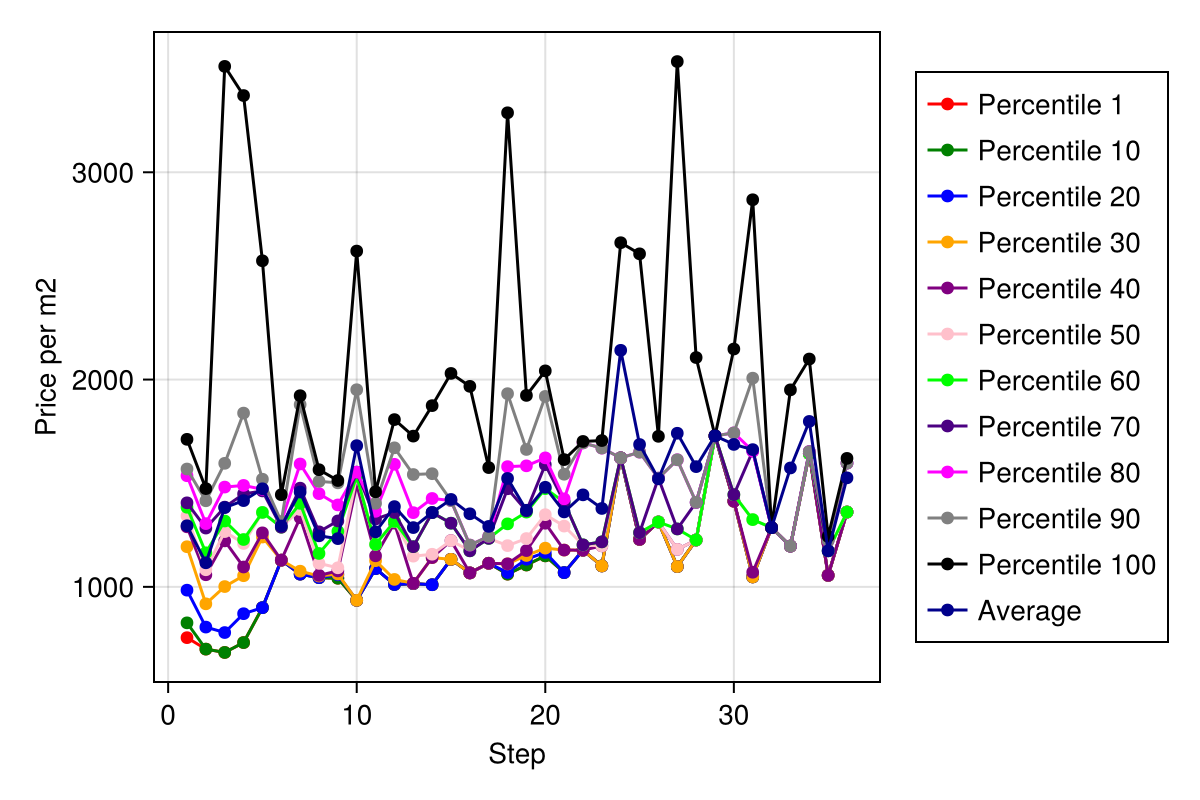 3000
2000
1000
Price per m2
0 10 20 30
Step
Percentile 1
Percentile 10
Percentile 20
Percentile 30
Percentile 40
Percentile 50
Percentile 60
Percentile 70
Percentile 80
Percentile 90
Percentile 100
Average